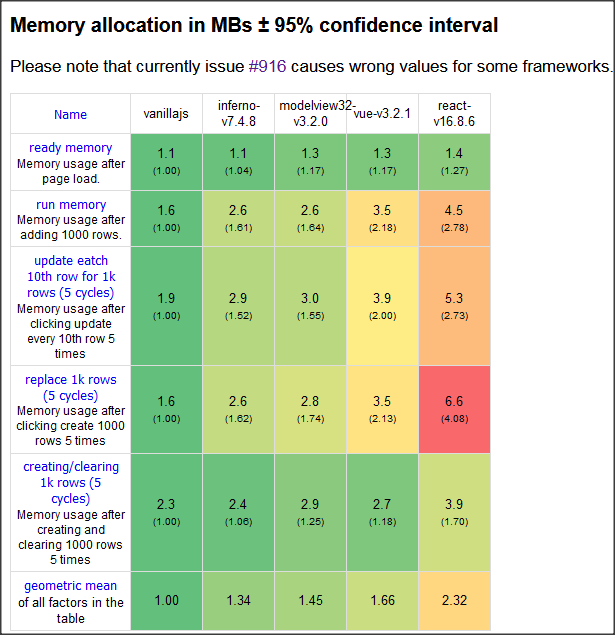 Memory allocation in MBs ± 95% confidence interval
Please note that currently issue #916 causes wrong values for some frameworks.
Name vanillajs inferno-v7.4.8 modelview32-v3.2.0 vue-v3.2.1 react-v16.8.6
ready memory
Memory usage after
page load.
1.1 1.1 1.3 1.3 1.4
(1.00) (1.04) (1.17) (1.17) (1.27)
run memory
Memory usage after
adding 1000 rows.
1.6 2.6 2.6 3.5 4.5
(1.00) (1.61) (1.64) (2.18) (2.78)
update eatch
10th row for 1k
rows (5 cycles)
Memory usage after
clicking update
every 10th row 5
times
1.9 2.9 3.0 3.9 5.3
(1.00) (1.52) (1.55) (2.00) (2.73)
replace 1k rows
(5 cycles)
Memory usage after
clicking create 1000
rows 5 times
1.6 2.6 2.8 3.5 6.6
(1.00) (1.62) (1.74) (2.13) (4.08)
creating/clearing
1k rows (5
cycles)
Memory usage after
creating and
clearing 1000 rows
5 times
2.3 2.4 2.9 2.7 3.9
(1.00) (1.06) (1.25) (1.18) (1.70)
geometric mean
of all factors in the
table
1.00 1.34 1.45 1.66 2.32